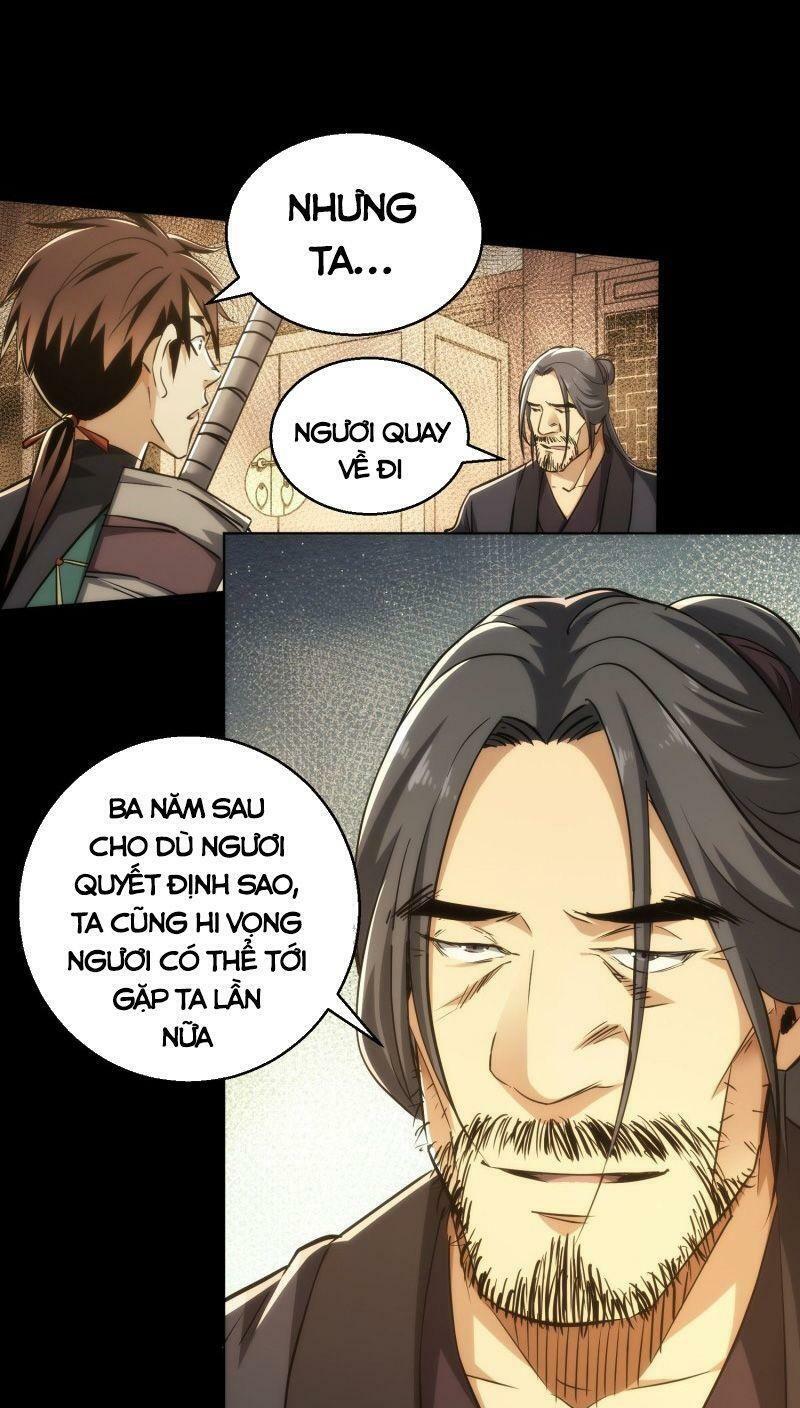 NHƯNG
TA...
NGƯƠI QUAY
VỀ ĐI
BA NĂM SAU
CHO DÙ NGƯƠI
QUYẾT ĐỊNH SAO,
TA CŨNG HI VỌNG
NGƯƠI CÓ THỂ TỚI
GẶP TA LẦN
NỮA